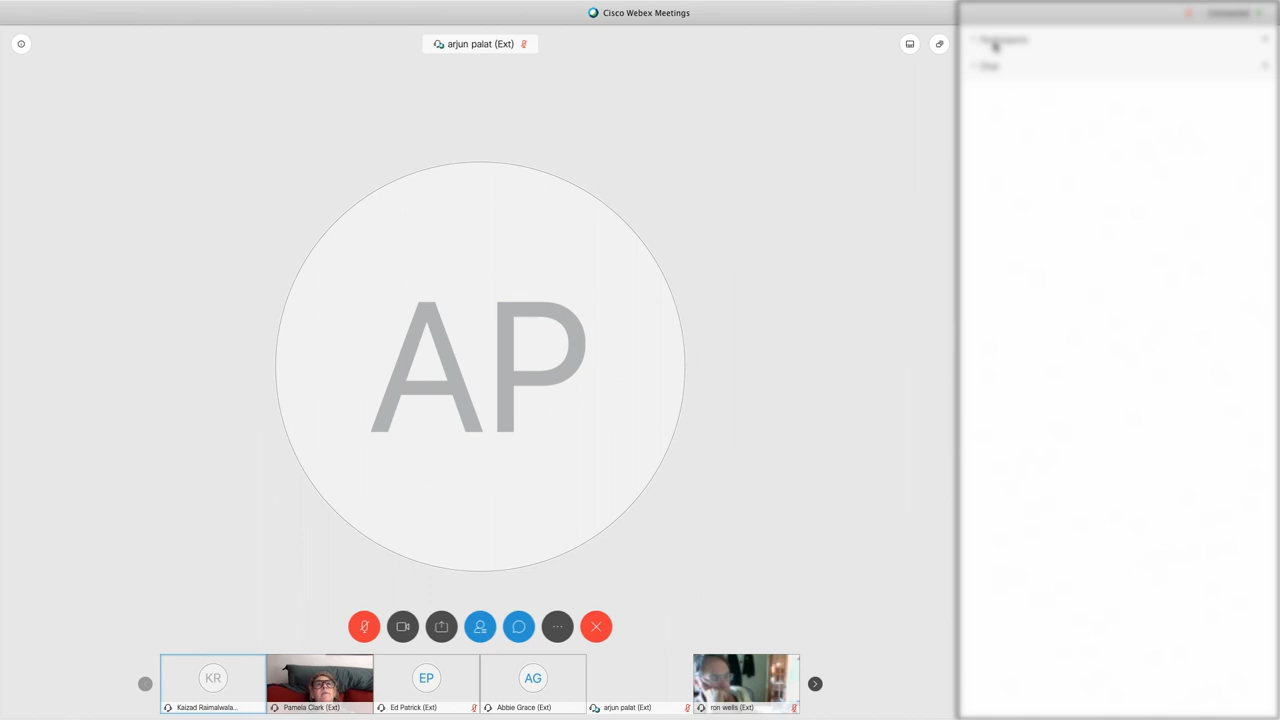 Cisco Webex Meetings
arjun palat (Ext)
AP
KR
EP
AG
Kaizad Raimalwala...
Pamela Clark (Ext)
Ed Patrick (Ext)
Abbie Grace (Ext)
arjun palat (Ext)
ron wells (Ext)